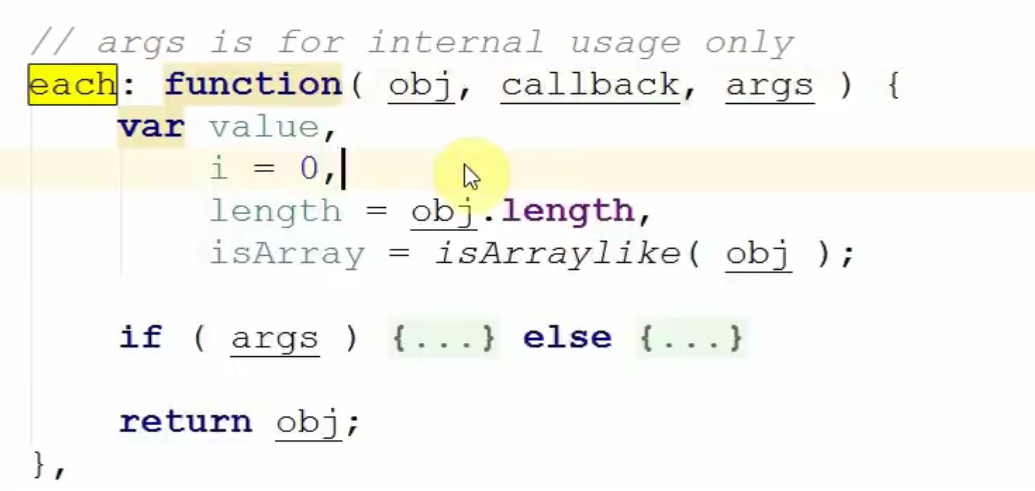 // args is for internal usage only
each: function( obj, callback, args ) {
var value,
i = 0,
length = obj.length,
isArray = isArraylike( obj );
if ( args ) {...} else {...}
return obj;
},